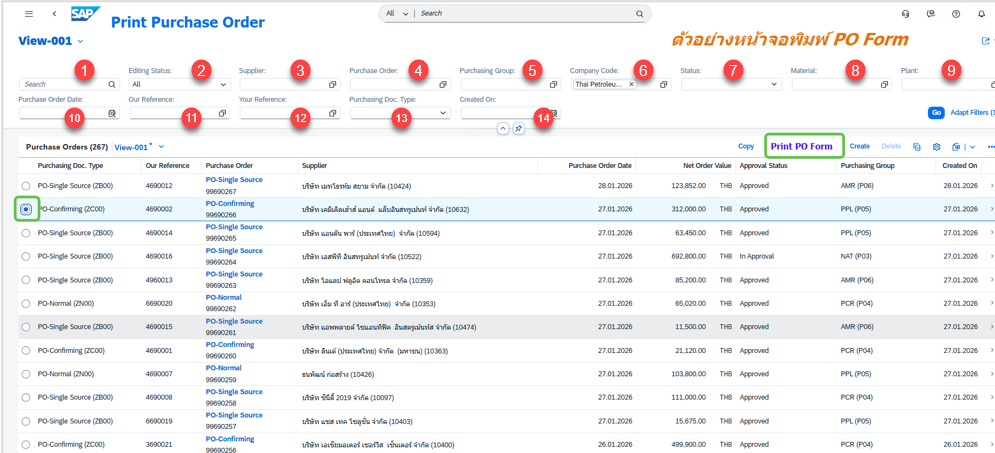 SAP
All Search
Print Purchase Order
View-001
ตัวอย่างหน้าจอพิมพ์ PO Form
1 2 3 4 5 6 7 8 9
Editing Status: Supplier: Purchase Order: Purchasing Group: Company Code: Status: Material: Plant:
Search All Thai Petroleu... ×
Purchase Order Date: Our Reference: Your Reference: Purchasing Doc. Type: Created On:
10 11 12 13 14
Go Adapt Filters (1
Purchase Orders (267) View-001* Copy Print PO Form Create Delete
Purchasing Doc. Type Our Reference Purchase Order Supplier Purchase Order Date Net Order Value Approval Status Purchasing Group Created On
PO-Single Source (ZB00) 4690012 PO-Single Source 99690267 บริษัท เมทโธรห์ม สยาม จำกัด (10424) 28.01.2026 123,852.00 THB Approved AMR (P06) 28.01.2026
PO-Confirming (ZC00) 4690002 PO-Confirming 99690266 บริษัท เคมีเคิลเฮ้าส์ แอนด์ แล็บอินสทรูเม้นท์ จำกัด (10632) 27.01.2026 312,000.00 THB Approved PPL (P05) 27.01.2026
PO-Single Source (ZB00) 4690014 PO-Single Source 99690265 บริษัท แอนตัน พาร์ (ประเทศไทย) จำกัด (10594) 27.01.2026 63,450.00 THB Approved PPL (P05) 27.01.2026
PO-Single Source (ZB00) 4690016 PO-Single Source 99690264 บริษัท เอสพีที อินสทรูเม้นท์ จำกัด (10522) 27.01.2026 692,800.00 THB In Approval NAT (P03) 27.01.2026
PO-Single Source (ZB00) 4960013 PO-Single Source 99690263 บริษัท ไอแอป ฟลูอิด คอนโทรล จำกัด (10359) 27.01.2026 85,200.00 THB Approved AMR (P06) 27.01.2026
PO-Normal (ZN00) 6690020 PO-Normal 99690262 บริษัท เอ็ม ที อาร์ (ประเทศไทย) จำกัด (10353) 27.01.2026 65,020.00 THB Approved PCR (P04) 27.01.2026
PO-Single Source (ZB00) 4690015 PO-Single Source 99690261 บริษัท แอพพลายด์ ไซแอนทิฟิค อินสตรูเม้นทส์ จำกัด (10474) 27.01.2026 11,500.00 THB Approved AMR (P06) 27.01.2026
PO-Confirming (ZC00) 4690001 PO-Confirming 99690260 บริษัท ลินเด้ (ประเทศไทย) จำกัด (มหาชน) (10363) 27.01.2026 21,120.00 THB Approved PCR (P04) 27.01.2026
PO-Normal (ZN00) 4690007 PO-Normal 99690259 ธนพัฒน์ ก่อสร้าง (10426) 27.01.2026 103,800.00 THB Approved PPL (P05) 27.01.2026
PO-Single Source (ZB00) 4690008 PO-Single Source 99690258 บริษัท ซินีดี้ 2019 จำกัด (10097) 27.01.2026 111,000.00 THB Approved PCR (P04) 27.01.2026
PO-Single Source (ZB00) 6690019 PO-Single Source 99690257 บริษัท แซส เทค โซลูชั่น จำกัด (10403) 27.01.2026 15,675.00 THB Approved PPL (P05) 27.01.2026
PO-Confirming (ZC00) 3690021 PO-Confirming 99690256 บริษัท เอเชียมอเตอร์ เซอร์วิส เซ็นเตอร์ จำกัด (10400) 26.01.2026 499,900.00 THB Approved PCR (P04) 26.01.2026